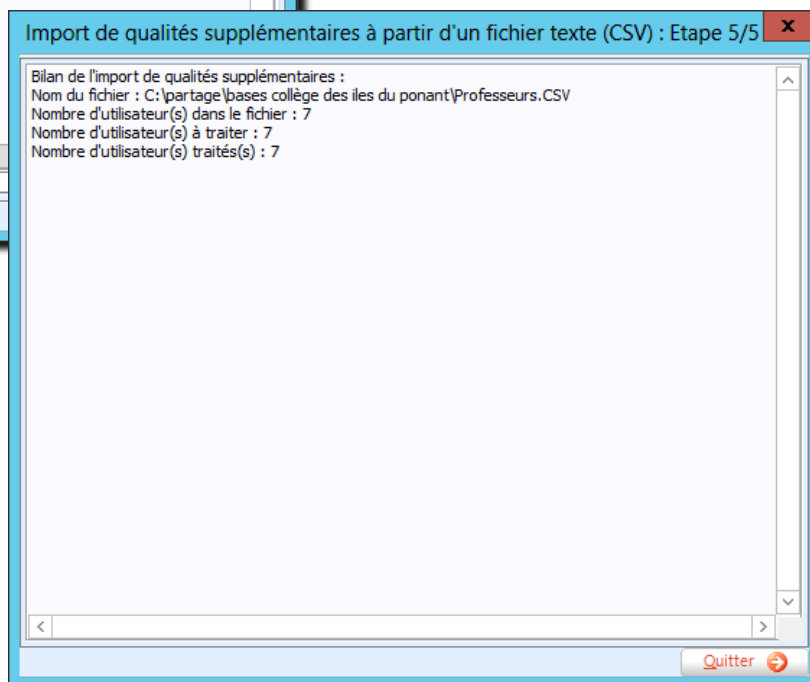 Import de qualités supplémentaires à partir d'un fichier texte (CSV) : Etape 5/5
Bilan de l'import de qualités supplémentaires :
Nom du fichier : C:\partage\bases collège des iles du ponant\Professeurs.CSV
Nombre d'utilisateur(s) dans le fichier : 7
Nombre d'utilisateur(s) à traiter : 7
Nombre d'utilisateur(s) traités(s) : 7
Quitter